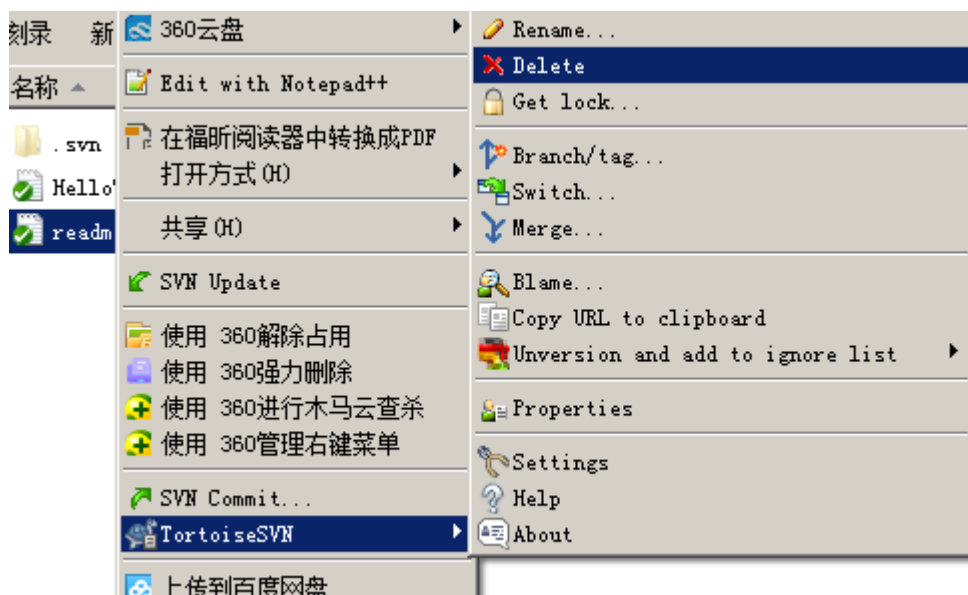 刻录 新
名称
.svn
Hello
readm
360云盘
Edit with Notepad++
在福昕阅读器中转换成PDF
打开方式(H)
共享(H)
SVN Update
使用 360解除占用
使用 360强力删除
使用 360进行木马云查杀
使用 360管理右键菜单
SVN Commit...
TortoiseSVN
上传到百度网盘
Rename...
Delete
Get lock...
Branch/tag...
Switch...
Merge...
Blame...
Copy URL to clipboard
Unversion and add to ignore list
Properties
Settings
Help
About